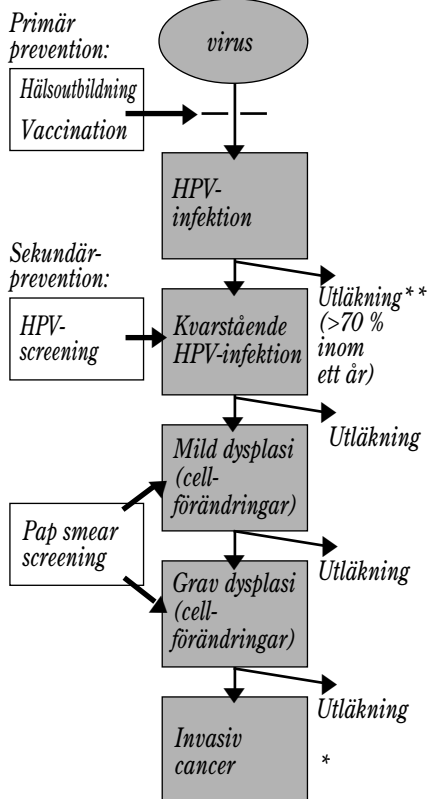 Primär
prevention:
virus
Hälsoutbildning
Vaccination
HPV-
infektion
Sekundär-
prevention:
Utläkning**
(>70 %
inom
ett år)
HPV-
screening
Kvarstående
HPV-infektion
Utläkning
Mild dysplasi
(cell-
förändringar)
Pap smear
screening
Utläkning
Grav dysplasi
(cell-
förändringar)
Utläkning
Invasiv
cancer
*